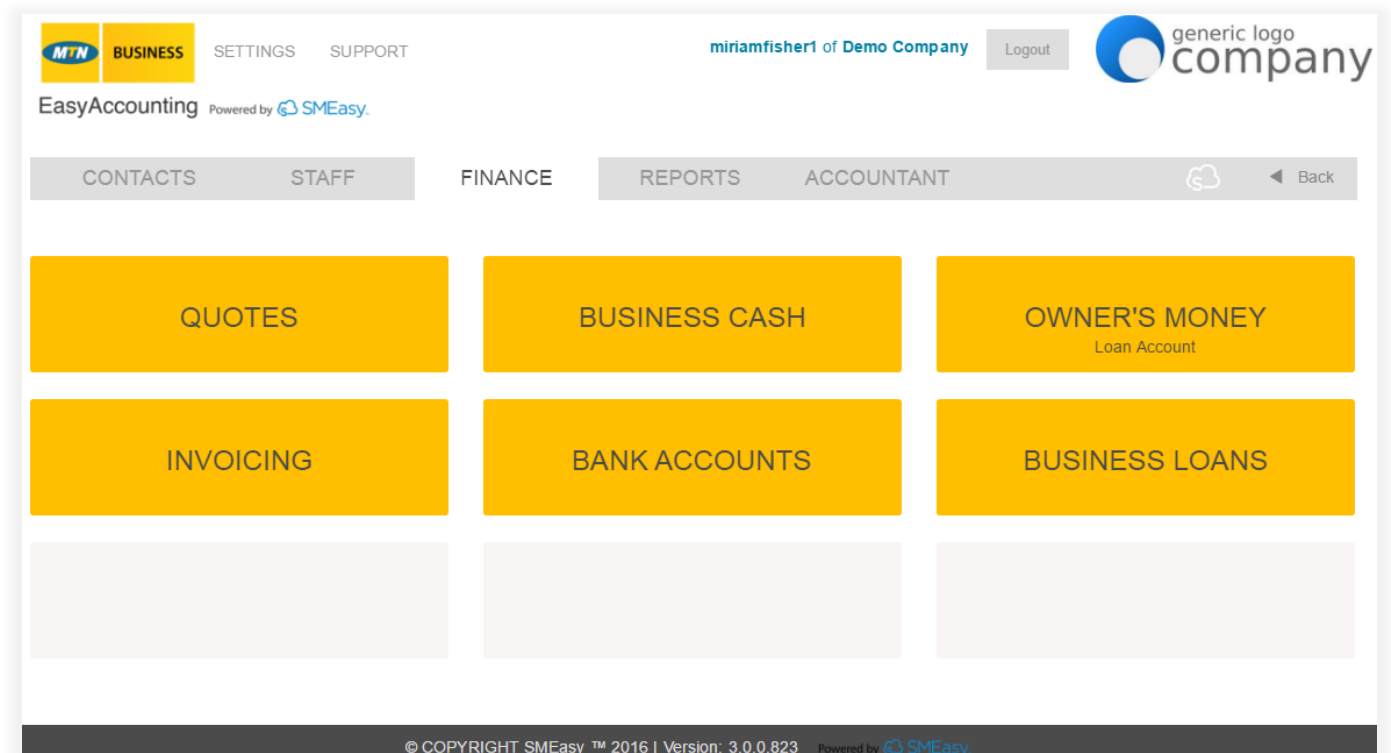 MTN BUSINESS SETTINGS SUPPORT
miriamfisher1 of Demo Company Logout
generic logo
company
EasyAccounting Powered by SMEasy.
CONTACTS STAFF FINANCE REPORTS ACCOUNTANT Back
QUOTES BUSINESS CASH OWNER'S MONEY
Loan Account
INVOICING BANK ACCOUNTS BUSINESS LOANS
© COPYRIGHT SMEasy ™ 2016 | Version: 3.0.0.823 Powered by SMEasy